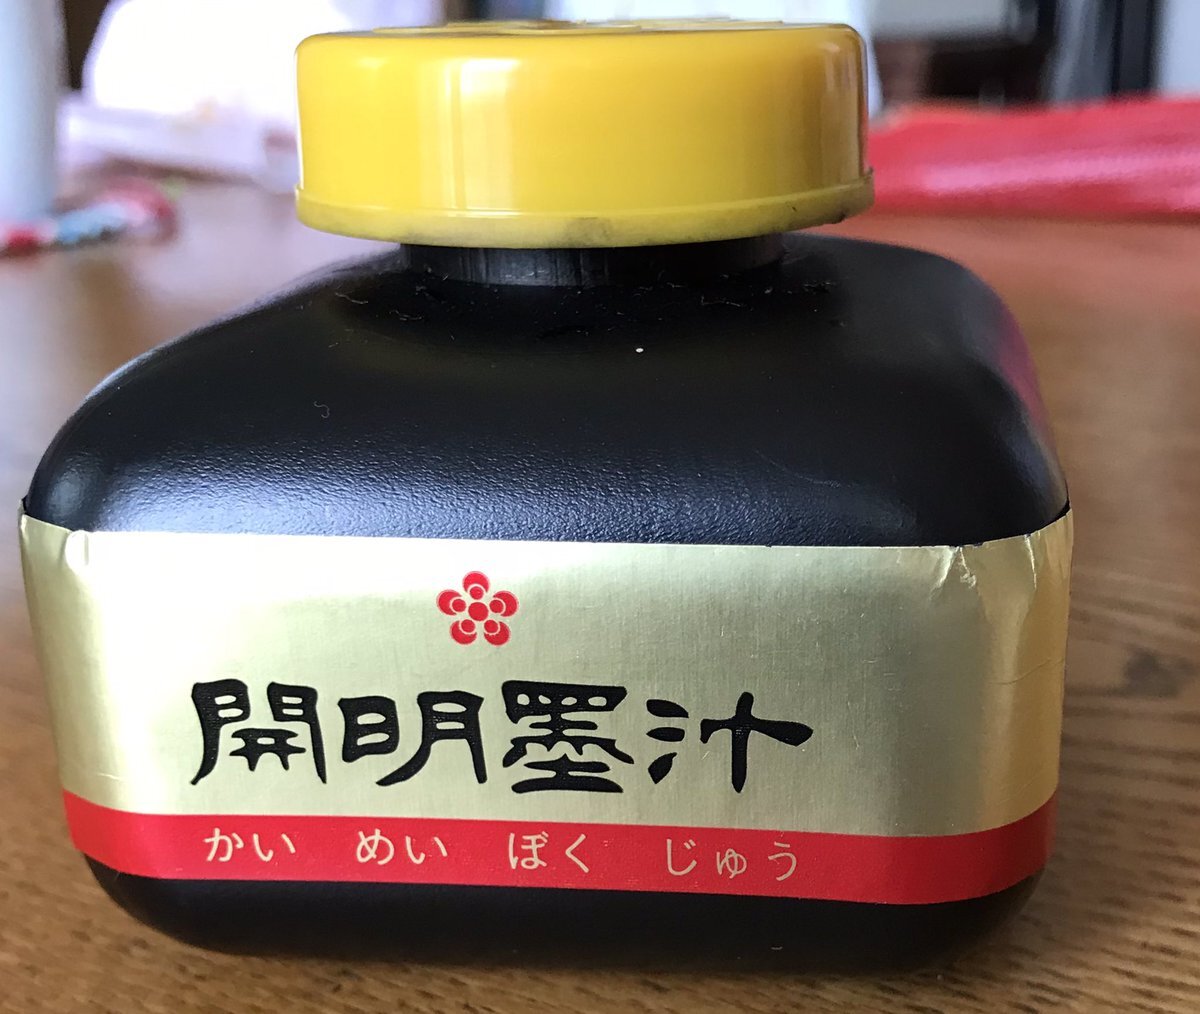 開明墨汁
かい めい ぼく じゅう